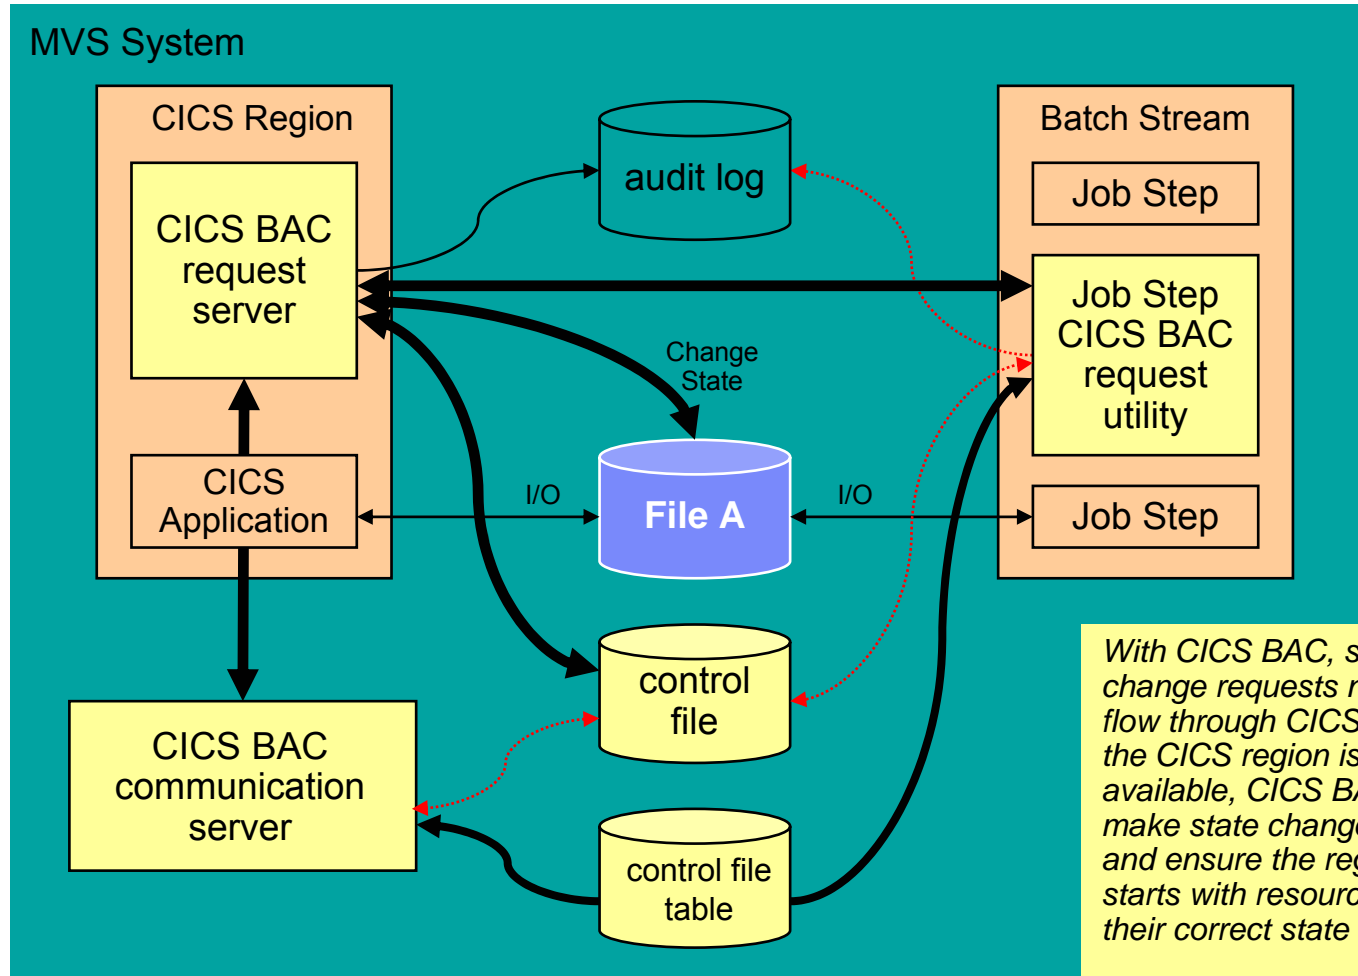 MVS System
CICS Region
CICS BAC
request
server
CICS
Application
CICS BAC
communication
server
audit log
Change
State
I/O
File A
I/O
control
file
control file
table
Batch Stream
Job Step
Job Step
CICS BAC
request
utility
Job Step
With CICS BAC,
change requests
flow through CICS
the CICS region is
available, CICS
make state change
and ensure the
starts with
their correct state